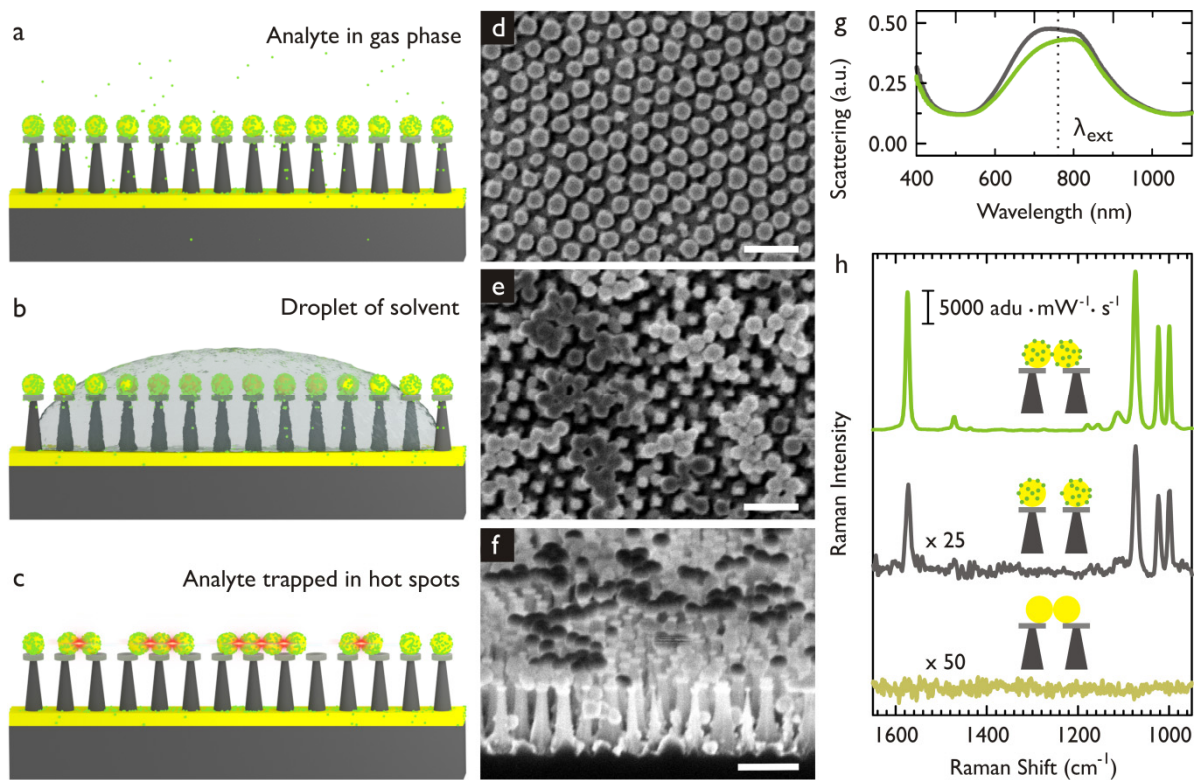 a
Analyte in gas phase
b
Droplet of solvent
c
Analyte trapped in hot spots
d
e
f
g
0.50
0.25
0.00
Scattering (a.u.)
λext
400
600
800
1000
Wavelength (nm)
h
5000 adu · mW⁻¹ · s⁻¹
x 25
x 50
Raman Intensity
1600
1400
1200
1000
Raman Shift (cm⁻¹)